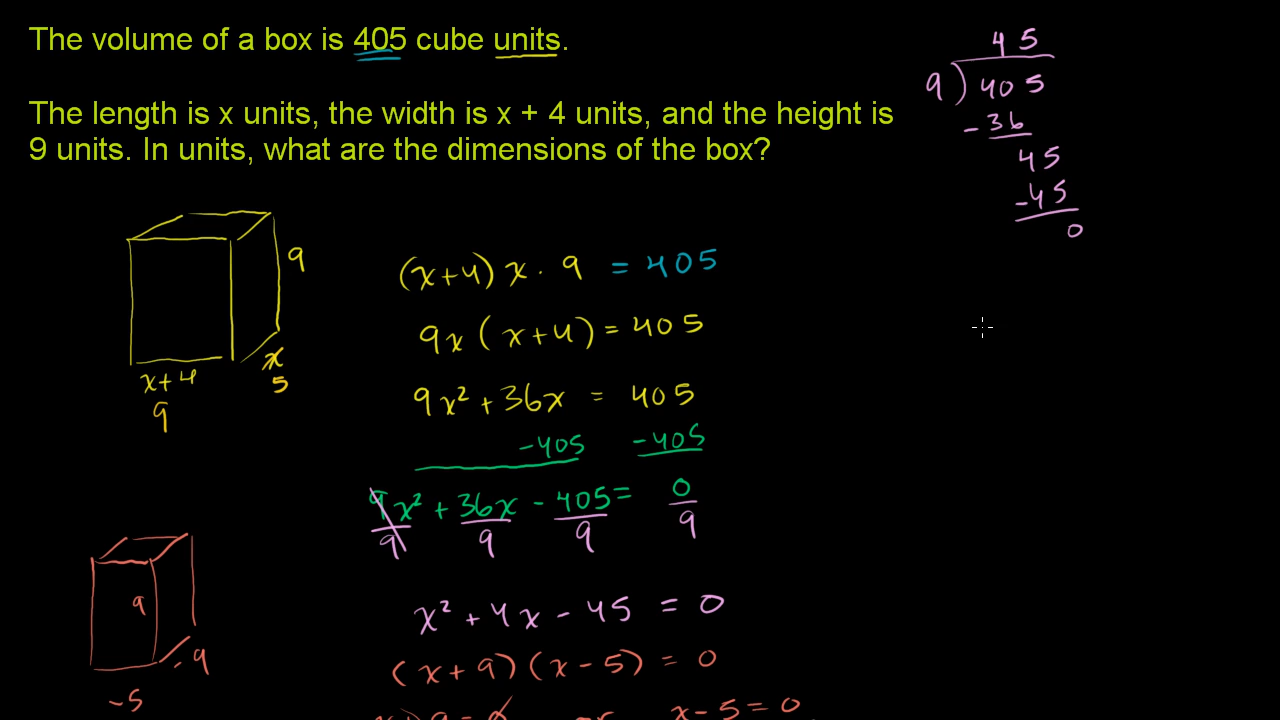 The volume of a box is 405 cube units.
The length is x units, the width is x + 4 units, and the height is
9 units. In units, what are the dimensions of the box?
45
9 ) 405
- 36
45
-45
0
9
x+4
x
5
9
(x+4) x · 9 = 405
9x (x+4) = 405
9x² + 36x = 405
-405 -405
9x² + 36x - 405 = 0
9 9 9 9
x² + 4x - 45 = 0
(x + 9) (x - 5) = 0
x - 5 = 0
9
-9
-5